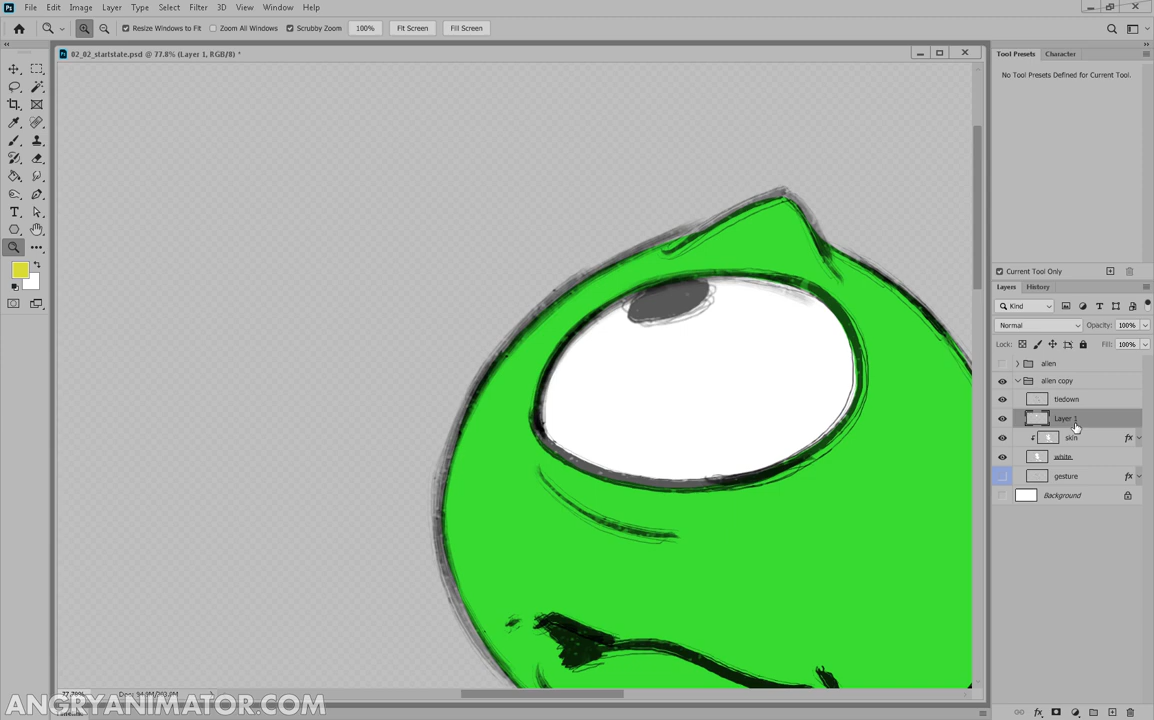 File Edit Image Layer Type Select Filter 3D View Window Help
Resize Windows to Fit Zoom All Windows Scrubby Zoom 100% Fit Screen Fill Screen
02_02_startstate.psd @ 77.8% (Layer 1, RGB/8) *
Tool Presets Character
No Tool Presets Defined for Current Tool.
Current Tool Only
Layers History
Kind
Normal Opacity: 100%
Lock: Fill: 100%
alien
alien copy
tiedown
Layer 1
skin fx
white
gesture fx
Background
ANGRYANIMATOR.COM